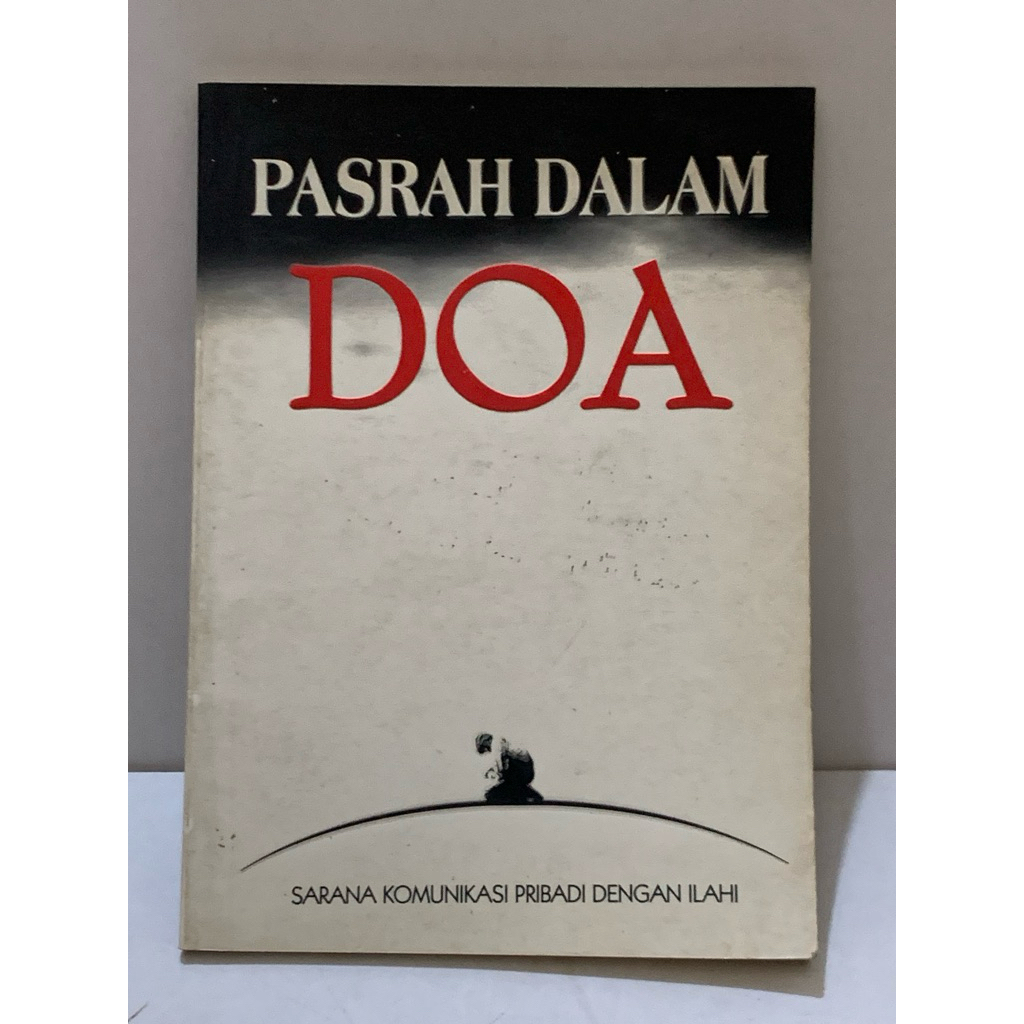 PASRAH DALAM
DOA
SARANA KOMUNIKASI PRIBADI DENGAN ILAHI